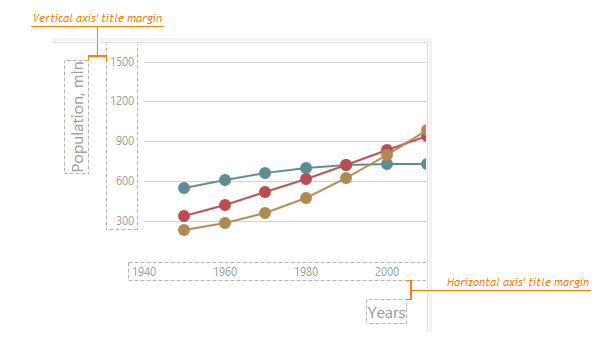 Vertical axis' title margin
Population, mln
1500
1200
900
600
300
1940 1960 1980 2000
Horizontal axis' title margin
Years